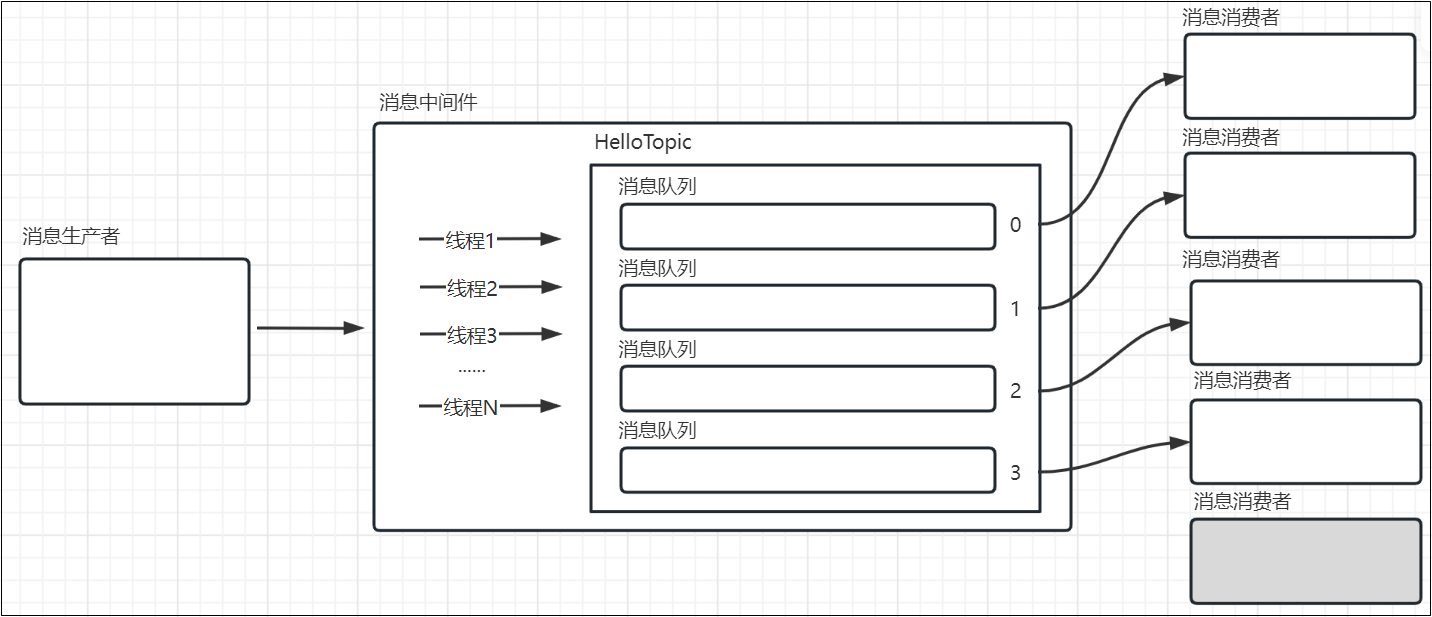 消息生产者
消息中间件
线程1
线程2
线程3
......
线程N
HelloTopic
消息队列
0
消息队列
1
消息队列
2
消息队列
3
消息消费者
消息消费者
消息消费者
消息消费者
消息消费者